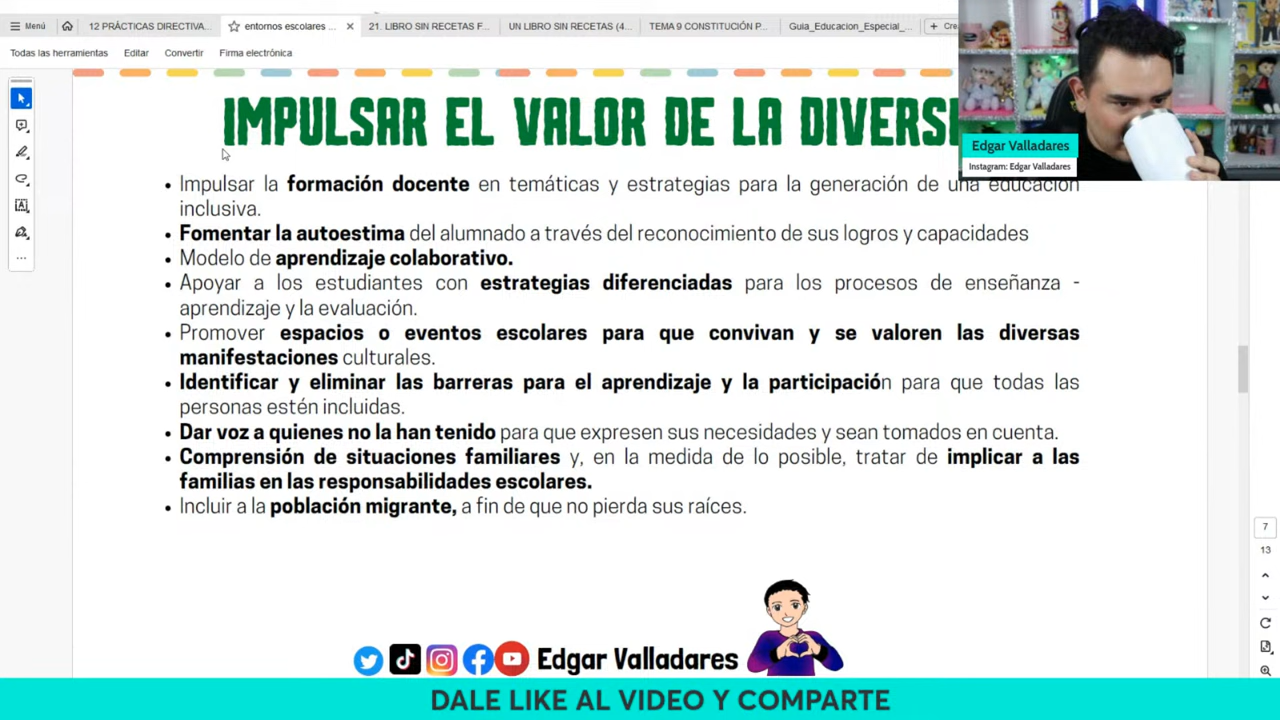 Menú
12 PRÁCTICAS DIRECTIVA...
entornos escolares ...
21. LIBRO SIN RECETAS F...
UN LIBRO SIN RECETAS (4...
TEMA 9 CONSTITUCIÓN P...
Guia_Educacion_Especial_...
Todas las herramientas Editar Convertir Firma electrónica
IMPULSAR EL VALOR DE LA DIVERS
Edgar Valladares
Instagram: Edgar Valladares
• Impulsar la formación docente en temáticas y estrategias para la generación de una educación
inclusiva.
• Fomentar la autoestima del alumnado a través del reconocimiento de sus logros y capacidades
• Modelo de aprendizaje colaborativo.
• Apoyar a los estudiantes con estrategias diferenciadas para los procesos de enseñanza -
aprendizaje y la evaluación.
• Promover espacios o eventos escolares para que convivan y se valoren las diversas
manifestaciones culturales.
• Identificar y eliminar las barreras para el aprendizaje y la participación para que todas las
personas estén incluidas.
• Dar voz a quienes no la han tenido para que expresen sus necesidades y sean tomados en cuenta.
• Comprensión de situaciones familiares y, en la medida de lo posible, tratar de implicar a las
familias en las responsabilidades escolares.
• Incluir a la población migrante, a fin de que no pierda sus raíces.
7
13
Edgar Valladares
DALE LIKE AL VIDEO Y COMPARTE